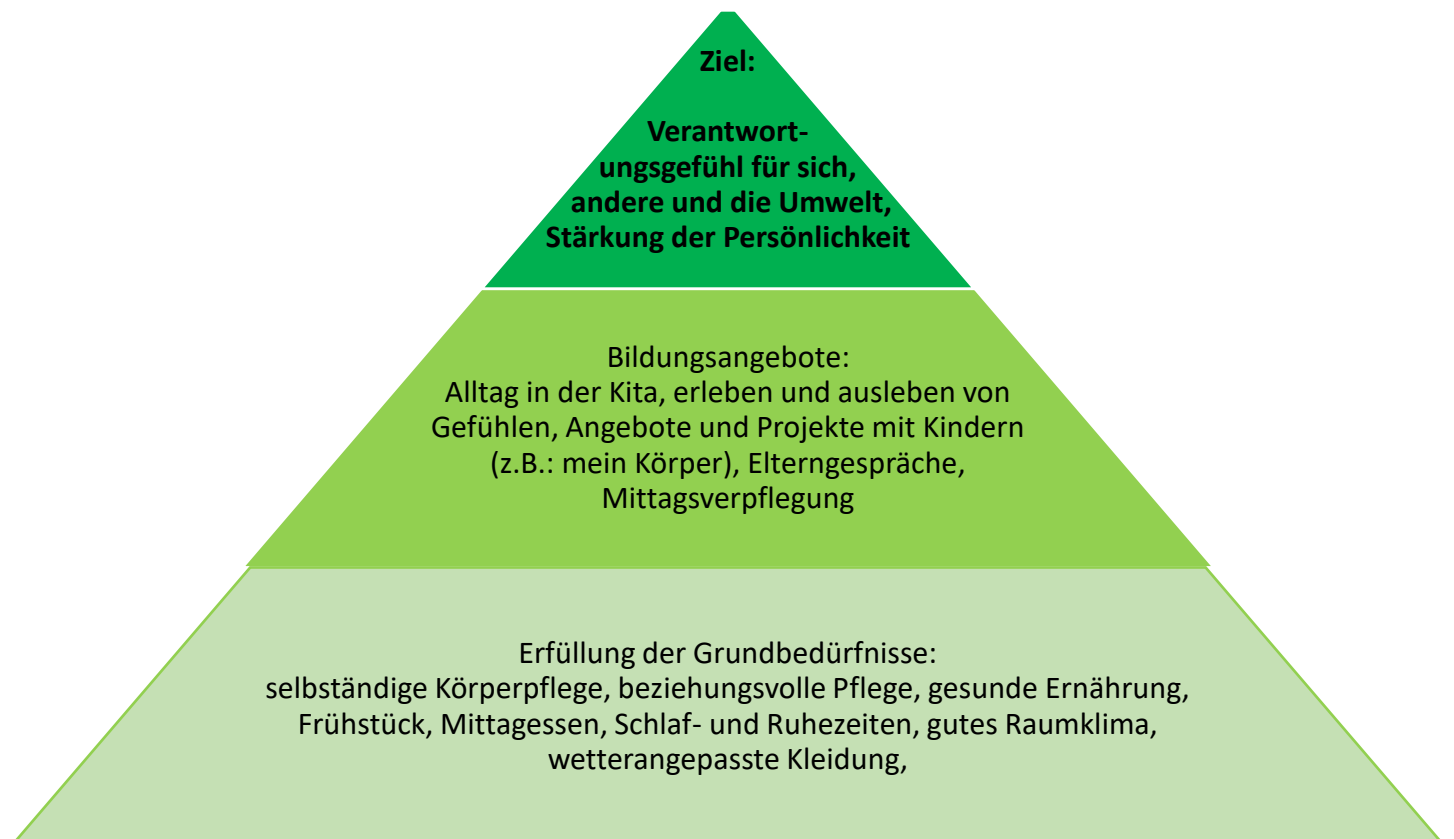 Ziel:
Verantwort-
ungsgefühl für sich,
andere und die Umwelt,
Stärkung der Persönlichkeit
Bildungsangebote:
Alltag in der Kita, erleben und ausleben von
Gefühlen, Angebote und Projekte mit Kindern
(z.B.: mein Körper), Elterngespräche,
Mittagsverpflegung
Erfüllung der Grundbedürfnisse:
selbständige Körperpflege, beziehungsvolle Pflege, gesunde Ernährung,
Frühstück, Mittagessen, Schlaf- und Ruhezeiten, gutes Raumklima,
wetterangepasste Kleidung,